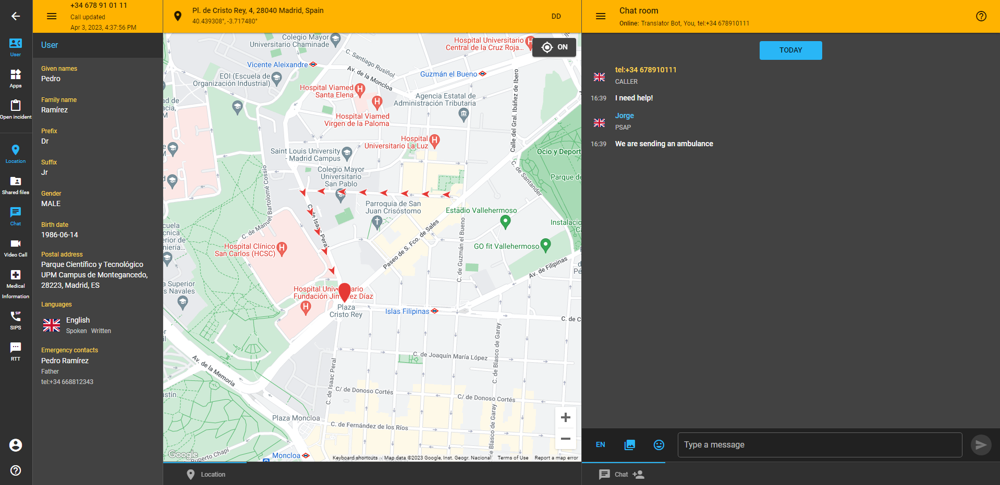 User
Apps
Open incident
Location
Shared files
Chat
Video Call
Medical
Information
SIP
SIPS
RTT
+34 678 91 01 11
Call updated
Apr 3, 2023, 4:37:56 PM
User
Given names
Pedro
Family name
Ramírez
Prefix
Dr
Suffix
Jr
Gender
MALE
Birth date
1986-06-14
Postal address
Parque Científico y Tecnológico
UPM Campus de Montegancedo,
28223, Madrid, ES
Languages
English
Spoken Written
Emergency contacts
Pedro Ramírez
Father
tel:+34 668812343
Pl. de Cristo Rey, 4, 28040 Madrid, Spain
40.439308°, -3.717480°
DD
ON
Colegio Mayor
Universitario Chaminade
Hospital Universitario
Central de la Cruz Roja...
C. Santiago Rusiñol
Vicente Aleixandre
Av. de la Moncloa
Guzmán el Bueno
EOI (Escuela de
Organización Industrial)
Hospital Viamed
Santa Elena
Agencia Estatal de
Administración Tributaria
Calle del Gral. Ibáñez de Ibero
ad de
acia,
M
Hospital Viamed
Virgen de la Paloma
Hospital
Universitario La Luz
Saint Louis University
- Madrid Campus
Ocio y Deport
C. de Santander
Parque de
Colegio Mayor
Universitario
San Pablo
C. de Manuel Bartolomé Cossio
Parroquia de San
Juan Crisóstomo
C. de Isaac Peral
Estadio Vallehermoso
Instalacio
GO fit Vallehermoso
Paseo de S. Fco. de Sales
C. de Guzmán el Bueno
Av. de Filipinas
cuela
cnica
erior de
niería...
Hospital Clínico
San Carlos (HCSC)
a Superior
s Navales
Hospital Universitario
Fundación Jiménez Díaz
Plaza
Cristo Rey
Islas Filipinas
C. de C
C. de Blasco de Garay
C. de Joaquín María López
Av. de la Memoria
C. de Isaac Peral
C/ de Donoso Cortés
C/ de Donoso Cortés
stín
Plaza Moncloa
C. de Fernández de los Ríos
e Blasco de Garay
Ruperto Chapí
Moncloa
Google
Keyboard shortcuts
Map data ©2023 Google, Inst. Geogr. Nacional
Terms of Use
Report a map error
Location
Chat room
Online: Translator Bot, You, tel:+34 678910111
TODAY
tel:+34 678910111
CALLER
16:39 I need help!
Jorge
PSAP
16:39 We are sending an ambulance
EN
Type a message
Chat